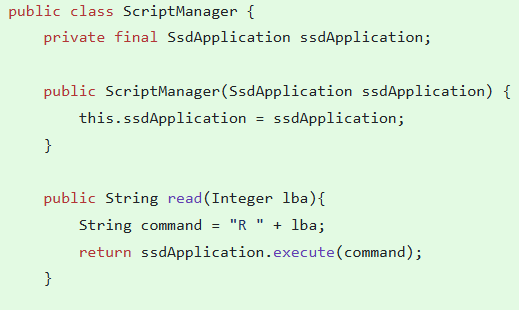 public class ScriptManager {
    private final SsdApplication ssdApplication;

    public ScriptManager(SsdApplication ssdApplication) {
        this.ssdApplication = ssdApplication;
    }

    public String read(Integer lba){
        String command = "R " + lba;
        return ssdApplication.execute(command);
    }